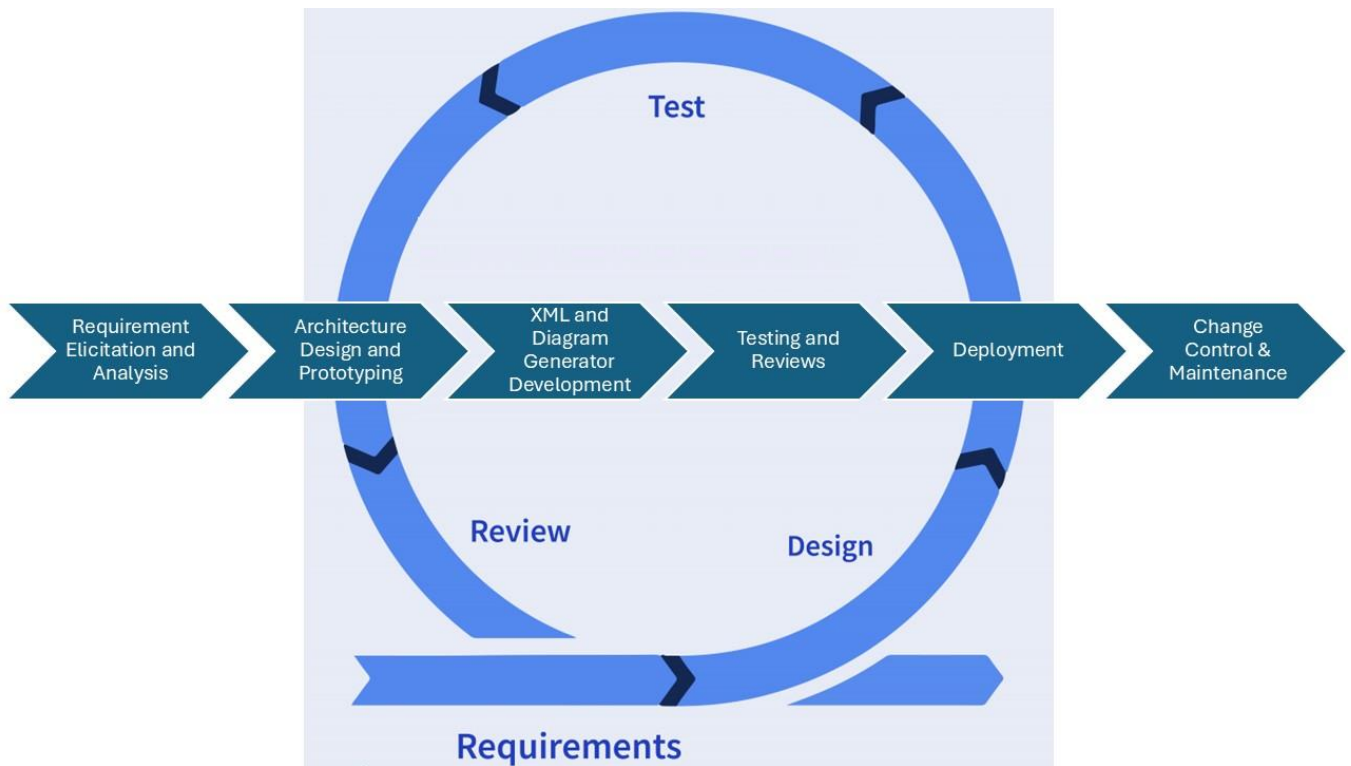 Test
Requirement
Elicitation and
Analysis
Architecture
Design and
Prototyping
XML and
Diagram
Generator
Development
Testing and
Reviews
Deployment
Change
Control &
Maintenance
Review
Design
Requirements